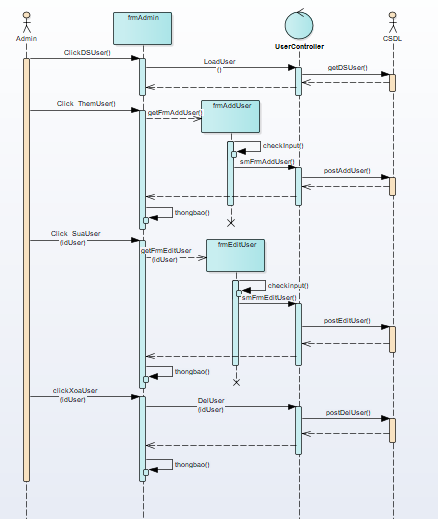 frmAdmin
Admin
UserController
CSDL
ClickDSUser()
LoadUser
()
getDSUser()
Click ThemUser()
getFrmAddUser()
frmAddUser
checkinput()
smFrmAddUser()
postAddUser()
thongbao()
Click SuaUser
(idUser)
getFrmEditUser
(idUser)
frmEditUser
checkinput()
smFrmEditUser()
postEditUser()
thongbao()
clickXoaUser
(idUser)
DelUser
(idUser)
postDelUser()
thongbao()